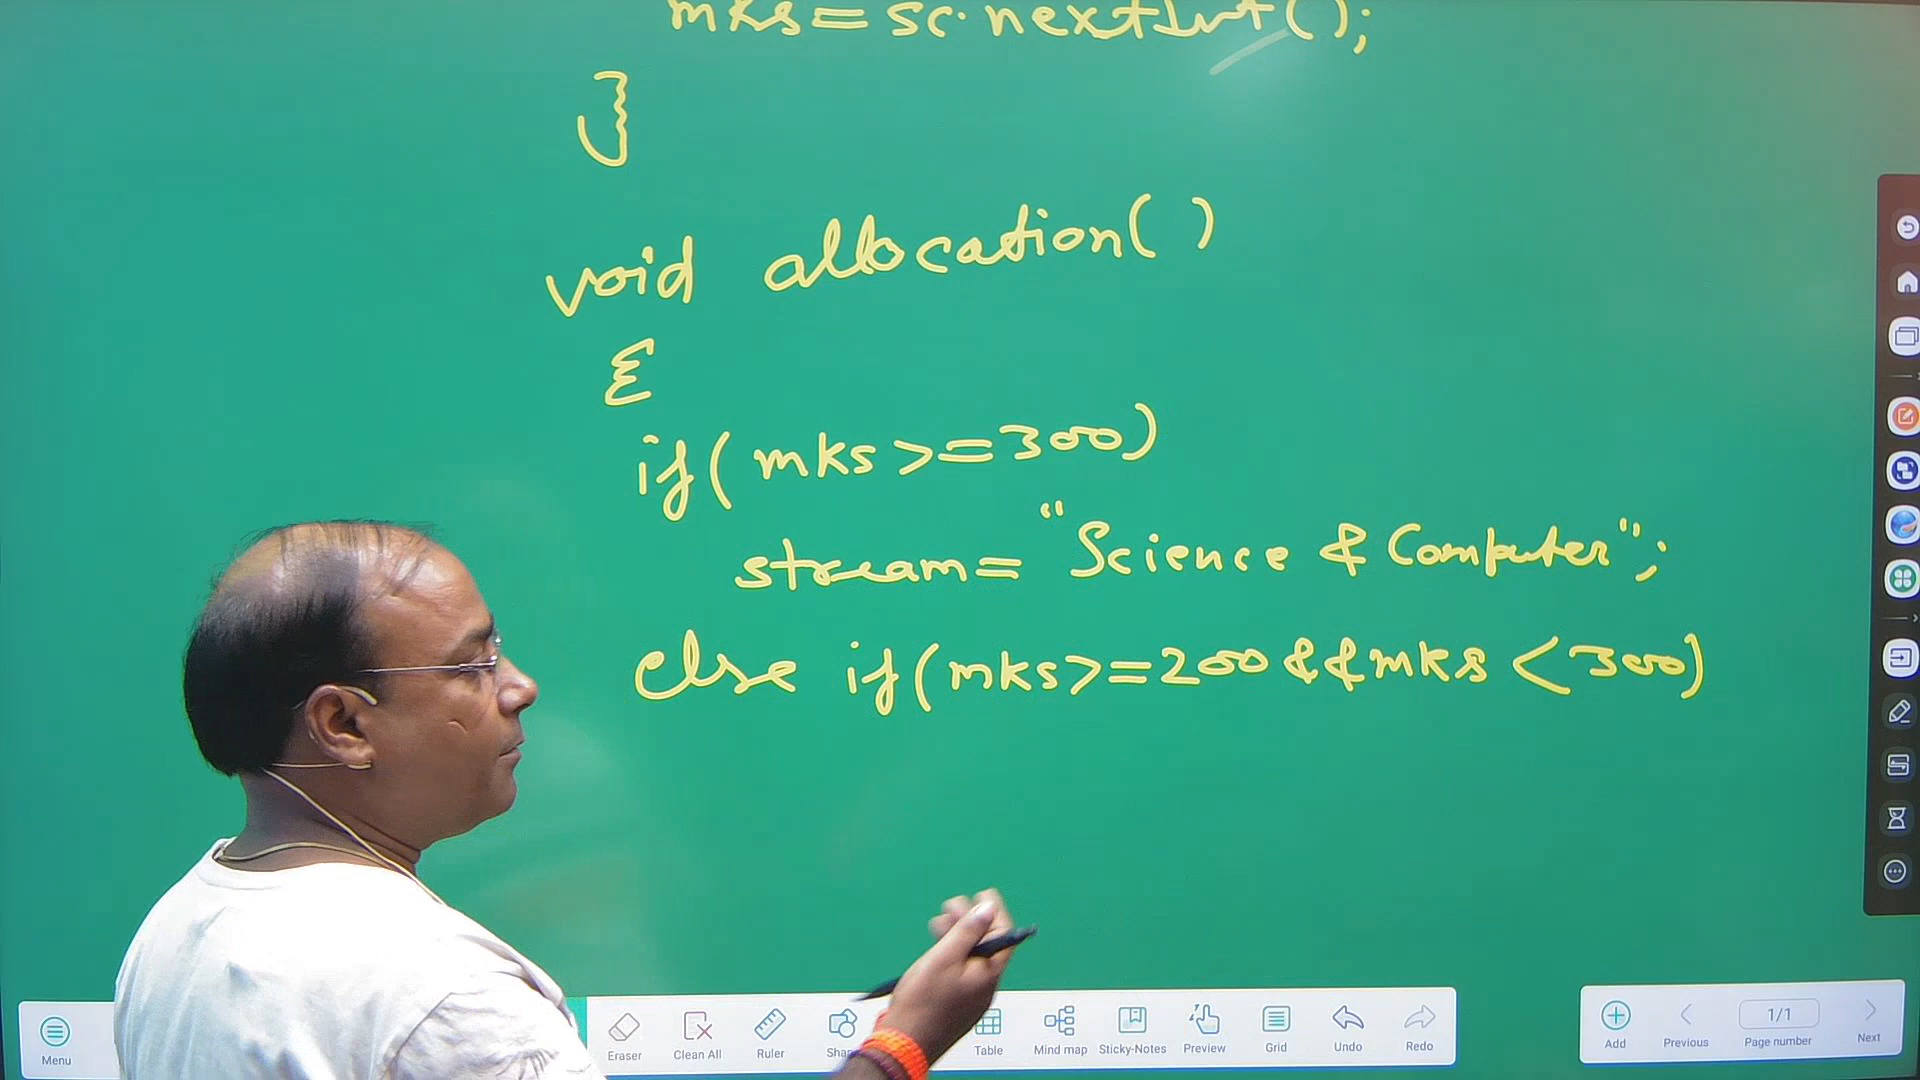 mks=sc.nextInt();
}
void allocation()
{
if(mks>=300)
stream= "Science & Computer";
else if(mks>=200&&mks<300)
Menu
Eraser
Clean All
Ruler
Table
Mind map
Sticky-Notes
Preview
Grid
Undo
Redo
Add
Previous
1/1
Page number
Next